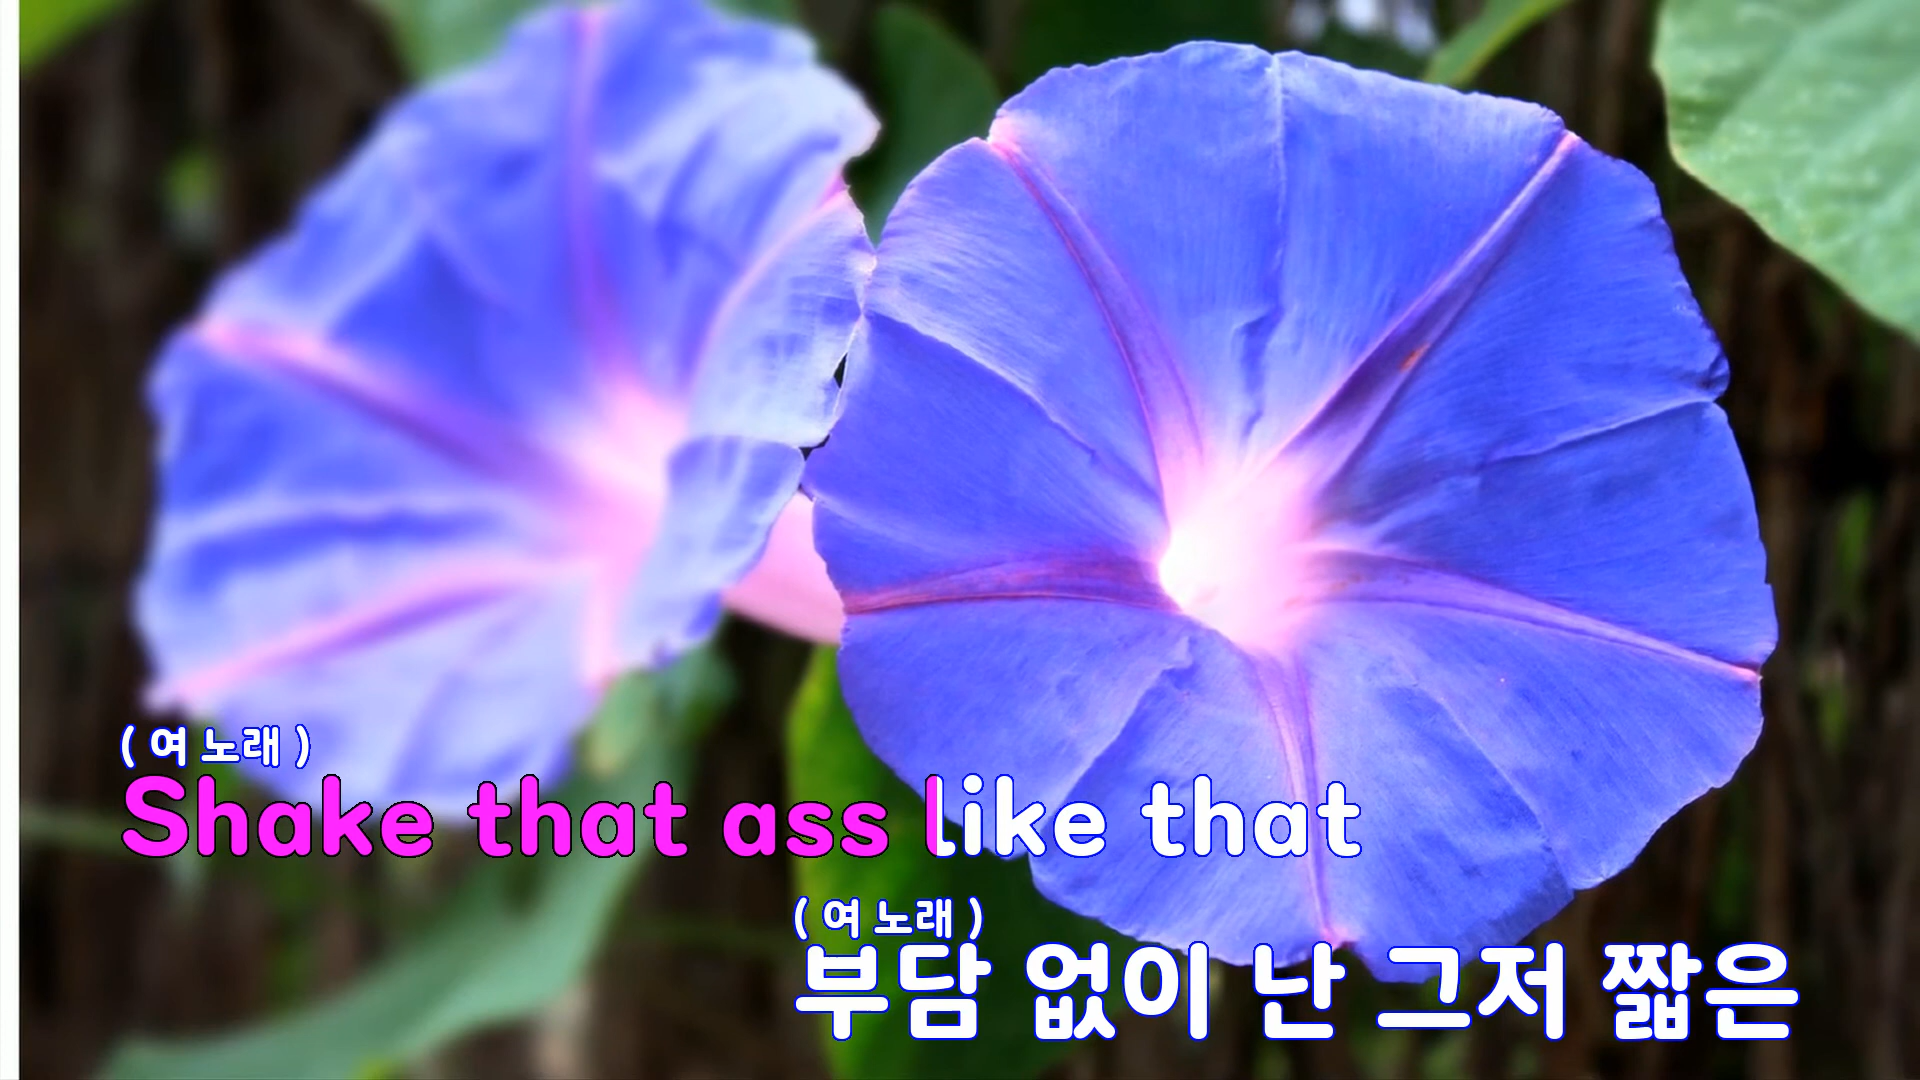 ( 여 노래 )
Shake that ass like that
( 여 노래 )
부담 없이 난 그저 짧은